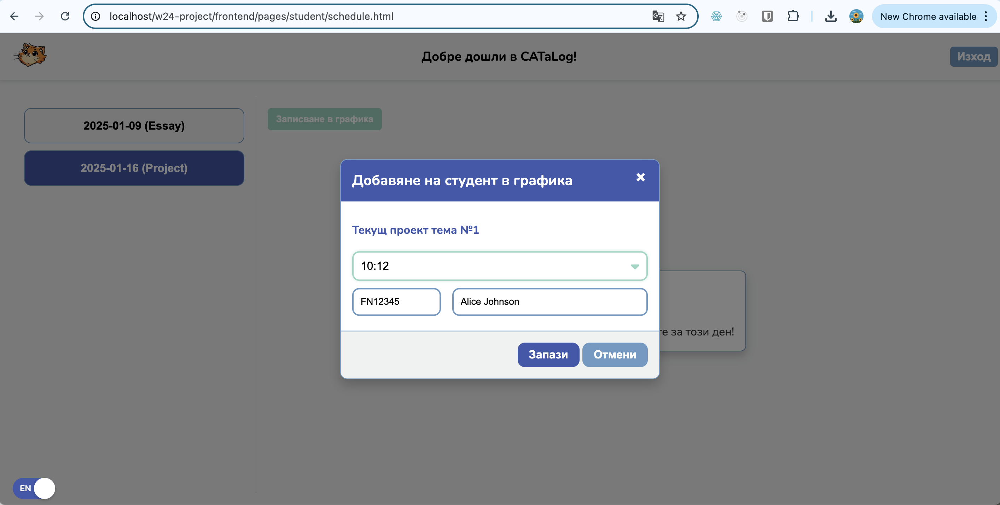 localhost/w24-project/frontend/pages/student/schedule.html
New Chrome available
Добре дошли в CATaLog!
Изход
2025-01-09 (Essay)
2025-01-16 (Project)
Записване в графика
Добавяне на студент в графика
Текущ проект тема №1
10:12
FN12345
Alice Johnson
за този ден!
Запази
Отмени
EN